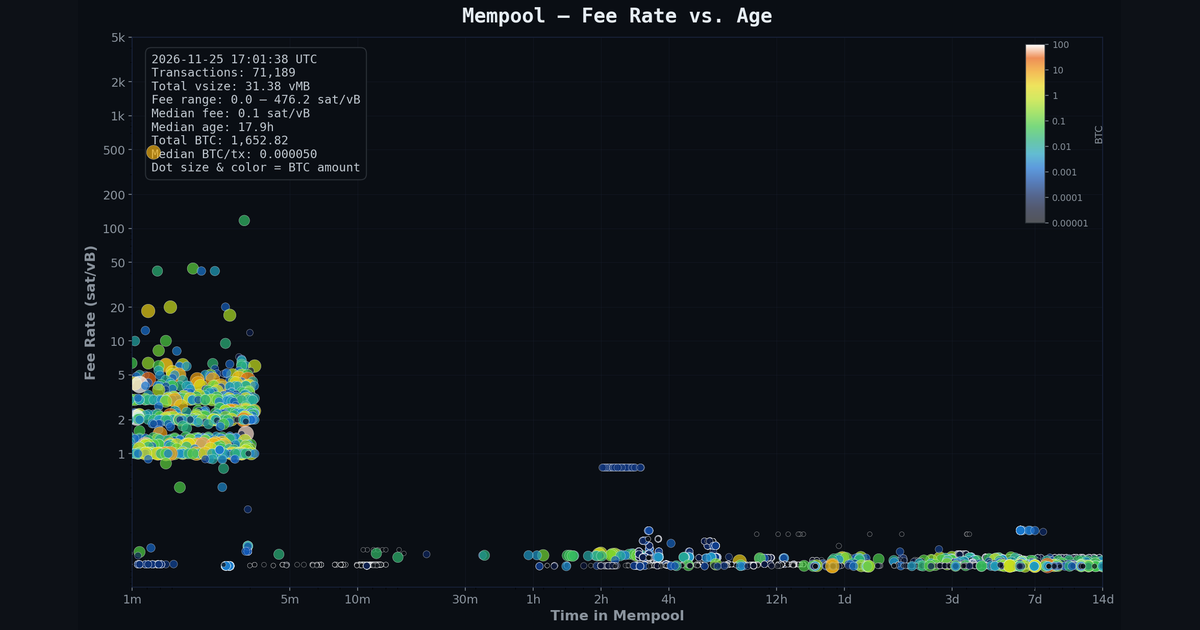 Mempool — Fee Rate vs. Age
2026-11-25 17:01:38 UTC
Transactions: 71,189
Total vsize: 31.38 vMB
Fee range: 0.0 — 476.2 sat/vB
Median fee: 0.1 sat/vB
Median age: 17.9h
Total BTC: 1,652.82
Median BTC/tx: 0.000050
Dot size & color = BTC amount
5k
2k
1k
500
200
100
50
20
10
5
2
1
Fee Rate (sat/vB)
100
10
1
0.1
0.01
0.001
0.0001
0.00001
BTC
1m 5m 10m 30m 1h 2h 4h 12h 1d 3d 7d 14d
Time in Mempool